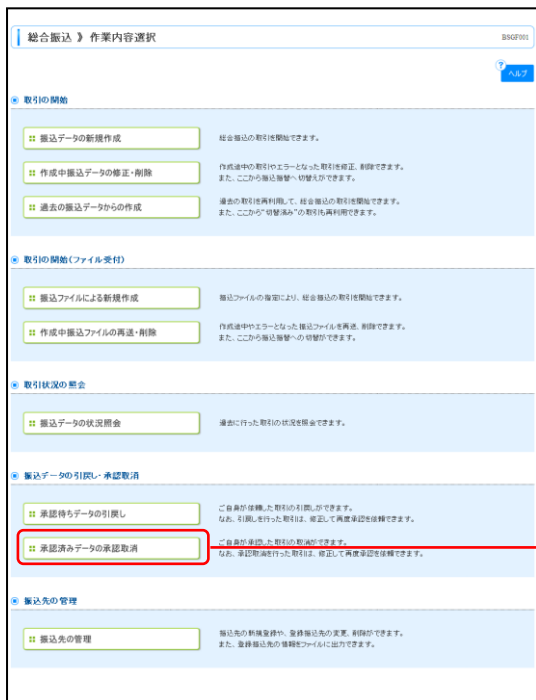 総合振込 》 作業内容選択
BSGF001
?
ヘルプ
取引の開始
振込データの新規作成
総合振込の取引を開始できます。
作成中振込データの修正・削除
作成途中の取引やエラーとなった取引を修正、削除できます。
また、ここから振込振替へ切替えができます。
過去の振込データからの作成
過去の取引を再利用して、総合振込の取引を開始できます。
また、ここから“切替済み”の取引も再利用できます。
取引の開始(ファイル受付)
振込ファイルによる新規作成
振込ファイルの指定により、総合振込の取引を開始できます。
作成中振込ファイルの再送・削除
作成途中やエラーとなった振込ファイルを再送、削除できます。
また、ここから振込振替への切替ができます。
取引状況の照会
振込データの状況照会
過去に行った取引の状況を照会できます。
振込データの引戻し・承認取消
承認待ちデータの引戻し
ご自身が依頼した取引の引戻しができます。
なお、引戻しを行った取引は、修正して再度承認を依頼できます。
承認済みデータの承認取消
ご自身が承認した取引の取消ができます。
なお、承認取消を行った取引は、修正して再度承認を依頼できます。
振込先の管理
振込先の管理
振込先の新規登録や、登録振込先の変更、削除ができます。
また、登録振込先の情報をファイルに出力できます。